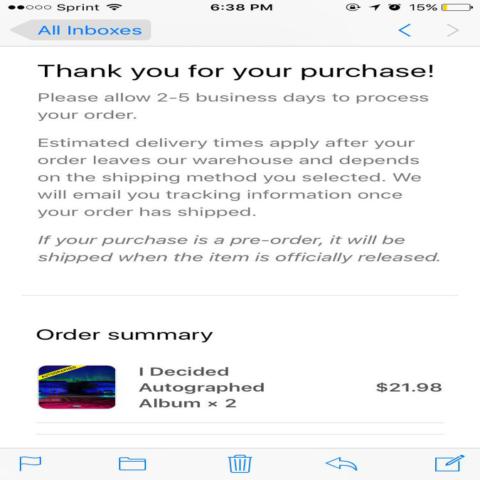 Sprint 6:38 PM 15%
All Inboxes
Thank you for your purchase!
Please allow 2-5 business days to process
your order.
Estimated delivery times apply after your
order leaves our warehouse and depends
on the shipping method you selected. We
will email you tracking information once
your order has shipped.
If your purchase is a pre-order, it will be
shipped when the item is officially released.
Order summary
AUTOGRAPHED
I Decided
Autographed
Album × 2
$21.98